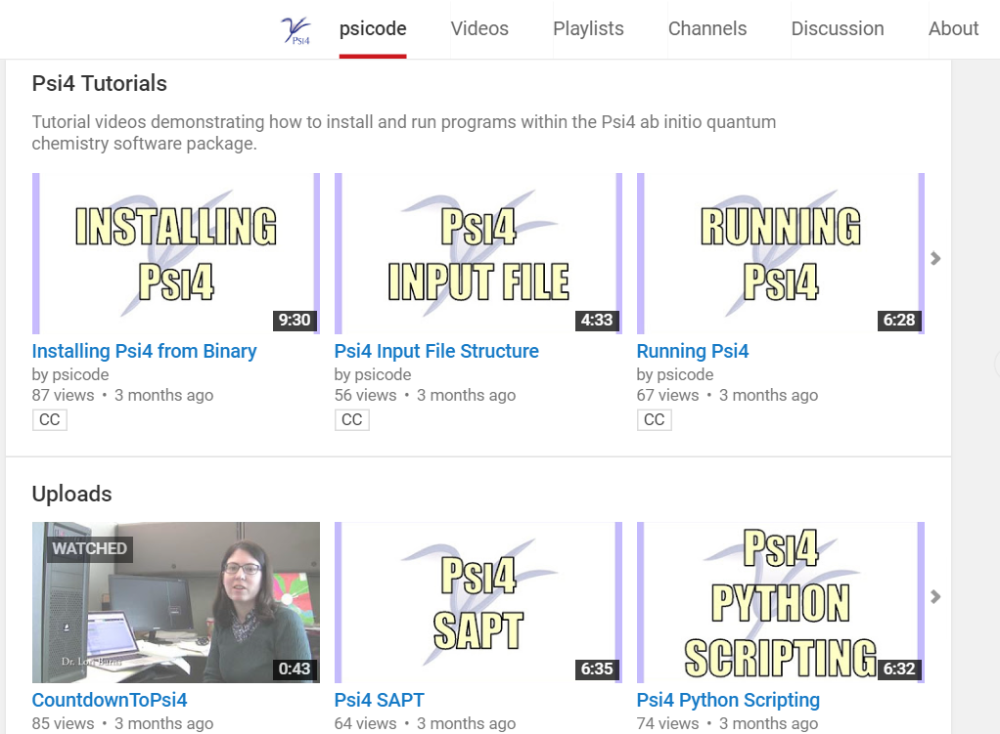 Psi4
psicode Videos Playlists Channels Discussion About
Psi4 Tutorials
Tutorial videos demonstrating how to install and run programs within the Psi4 ab initio quantum
chemistry software package.
INSTALLING
Psi4
9:30
Psi4
INPUT FILE
4:33
RUNNING
Psi4
6:28
Installing Psi4 from Binary
by psicode
87 views • 3 months ago
CC
Psi4 Input File Structure
by psicode
56 views • 3 months ago
CC
Running Psi4
by psicode
67 views • 3 months ago
CC
Uploads
WATCHED
Dr. Lori Burns
0:43
Psi4
SAPT
6:35
Psi4
PYTHON
SCRIPTING
6:32
CountdownToPsi4
85 views • 3 months ago
Psi4 SAPT
64 views • 3 months ago
Psi4 Python Scripting
74 views • 3 months ago